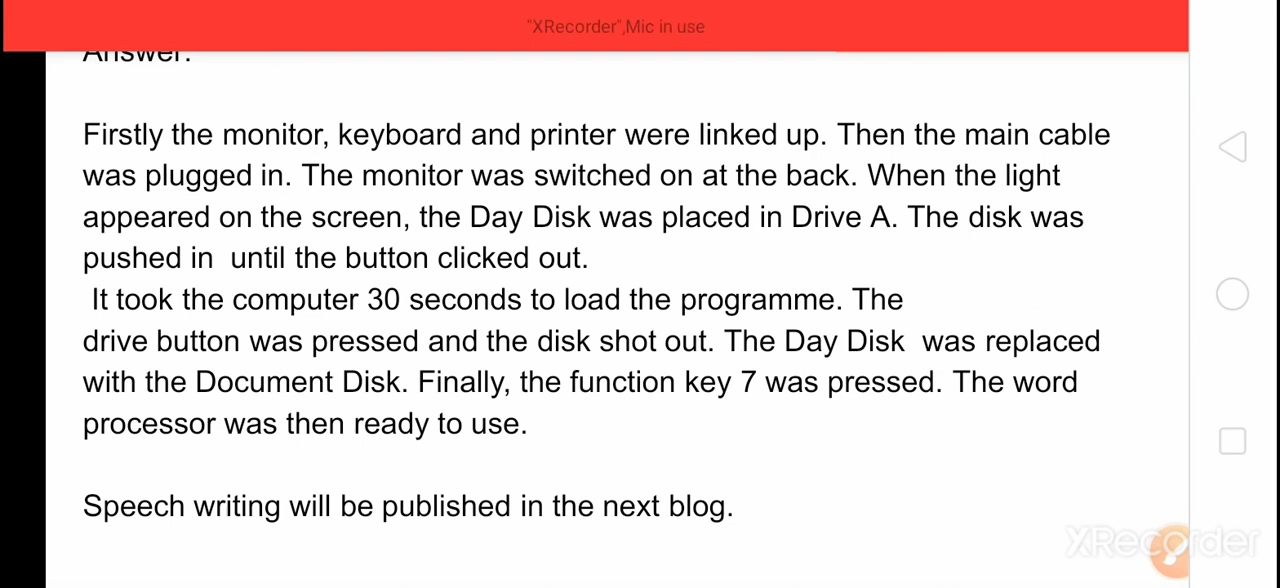 "XRecorder",Mic in use
Answer:
Firstly the monitor, keyboard and printer were linked up. Then the main cable
was plugged in. The monitor was switched on at the back. When the light
appeared on the screen, the Day Disk was placed in Drive A. The disk was
pushed in  until the button clicked out.
It took the computer 30 seconds to load the programme. The
drive button was pressed and the disk shot out. The Day Disk  was replaced
with the Document Disk. Finally, the function key 7 was pressed. The word
processor was then ready to use.
Speech writing will be published in the next blog.
XRecorder